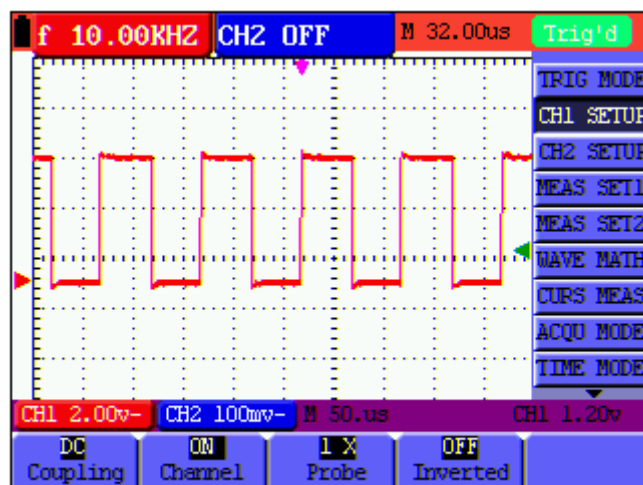 f 10.00KHZ CH2 OFF M 32.00us Trig'd
TRIG MODE
CH1 SETUP
CH2 SETUP
MEAS SET1
MEAS SET2
WAVE MATH
CURS MEAS
ACQU MODE
TIME MODE
CH1 2.00v- CH2 100mv- M 50.us CH1 1.20v
DC ON 1 X OFF
Coupling Channel Probe Inverted